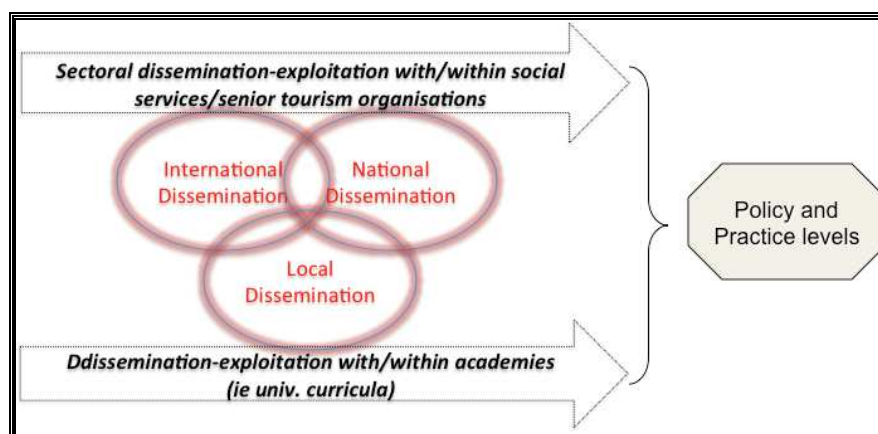 Sectoral dissemination-exploitation with/within social
services/senior tourism organisations
International
Dissemination
National
Dissemination
Local
Dissemination
Policy and
Practice levels
Ddissemination-exploitation with/within academies
(ie univ. curricula)